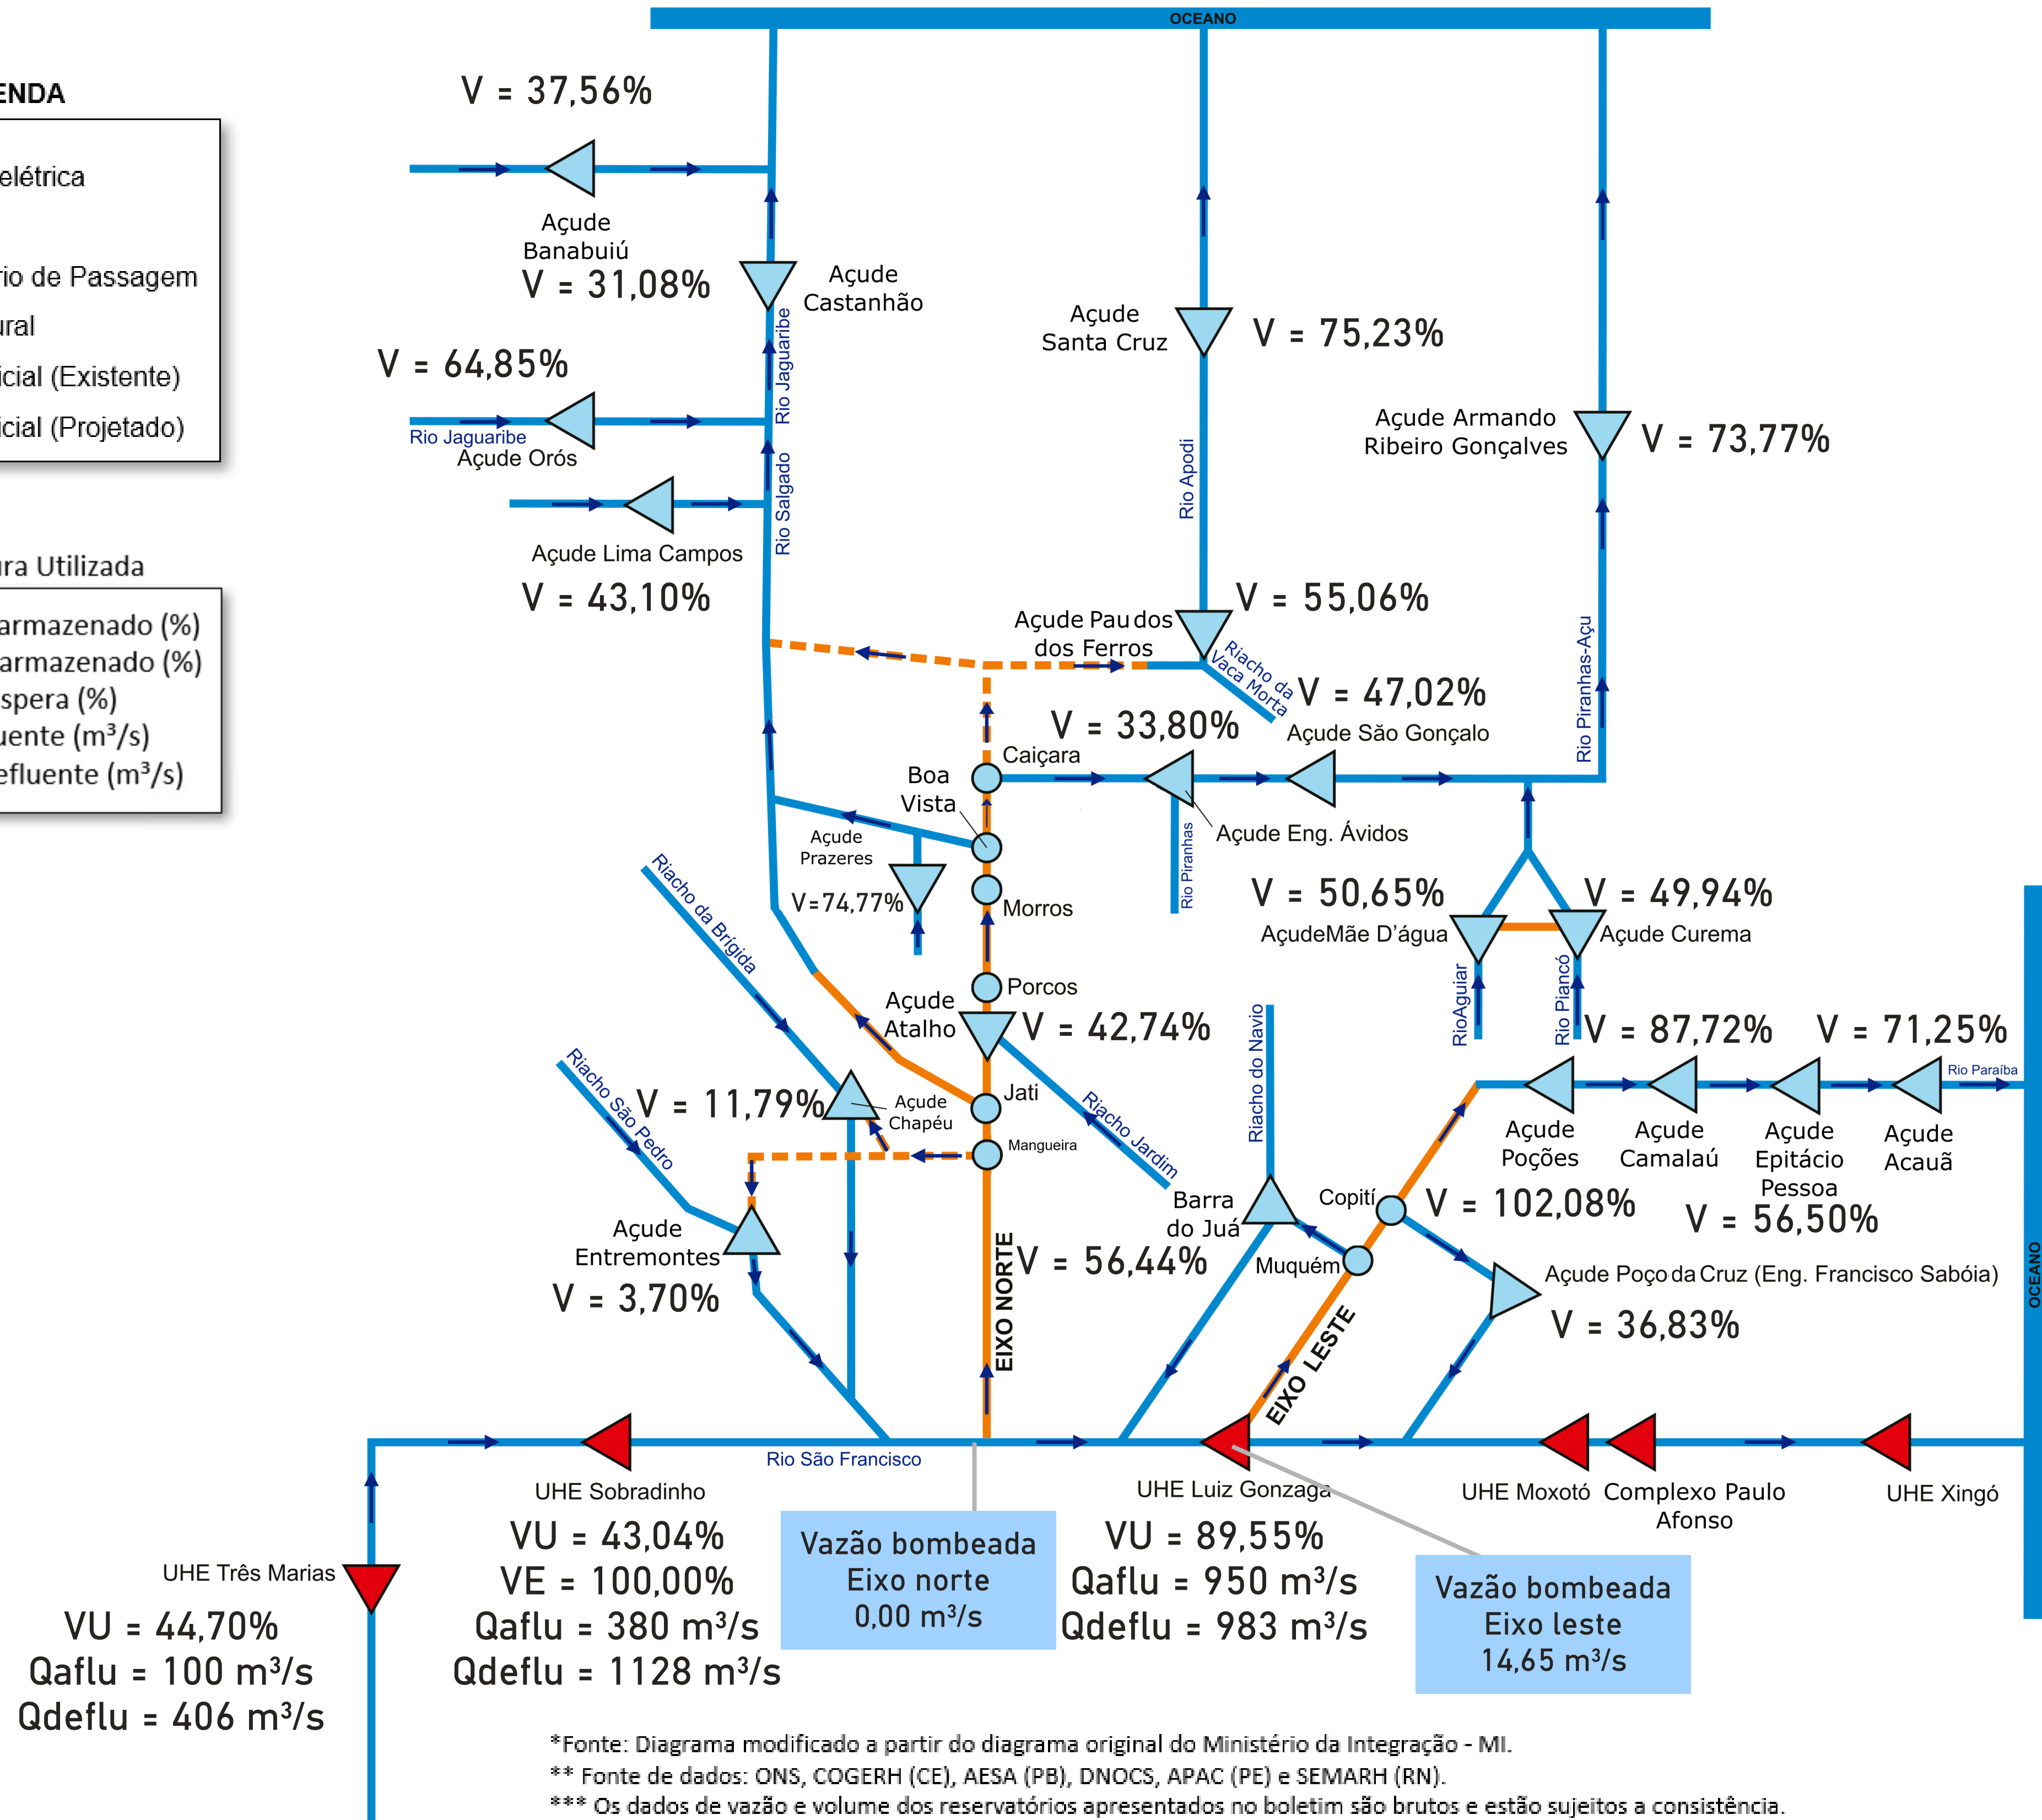 OCEANO
ENDA
elétrica
rio de Passagem
ural
icial (Existente)
icial (Projetado)
ura Utilizada
armazenado (%)
armazenado (%)
spera (%)
uente (m³/s)
efluente (m³/s)
V = 37,56%
Açude
Banabuiú
V = 31,08%
Açude
Castanhão
Rio Jaguaribe
V = 64,85%
Rio Jaguaribe
Açude Orós
Rio Salgado
Açude Lima Campos
V = 43,10%
Açude
Santa Cruz
V = 75,23%
Rio Apodi
Açude Armando
Ribeiro Gonçalves
V = 73,77%
Rio Piranhas-Açu
Açude Pau dos
dos Ferros
V = 55,06%
Riacho da
Vaca Morta
V = 47,02%
Açude São Gonçalo
V = 33,80%
Caiçara
Boa
Vista
Açude Eng. Ávidos
Rio Piranhas
Açude
Prazeres
V = 74,77%
Morros
Riacho da Brígida
V = 50,65%
AçudeMãe D'água
V = 49,94%
Açude Curema
RioAguiar
Rio Piancó
Porcos
Açude
Atalho
V = 42,74%
Riacho do Navio
V = 87,72%
V = 71,25%
Rio Paraíba
Riacho São Pedro
V = 11,79%
Açude
Chapéu
Jati
Mangueira
Riacho Jardim
Açude
Poções
Açude
Camalaú
Açude
Epitácio
Pessoa
Açude
Acauã
V = 102,08%
V = 56,50%
Barra
do Juá
Copití
Muquém
V = 56,44%
Açude
Entremontes
V = 3,70%
EIXO NORTE
EIXO LESTE
Açude Poço da Cruz (Eng. Francisco Sabóia)
V = 36,83%
OCEANO
Rio São Francisco
UHE Sobradinho
VU = 43,04%
VE = 100,00%
Qaflu = 380 m³/s
Qdeflu = 1128 m³/s
Vazão bombeada
Eixo norte
0,00 m³/s
UHE Luiz Gonzaga
VU = 89,55%
Qaflu = 950 m³/s
Qdeflu = 983 m³/s
Vazão bombeada
Eixo leste
14,65 m³/s
UHE Moxotó
Complexo Paulo
Afonso
UHE Xingó
UHE Três Marias
VU = 44,70%
Qaflu = 100 m³/s
Qdeflu = 406 m³/s
*Fonte: Diagrama modificado a partir do diagrama original do Ministério da Integração - MI.
** Fonte de dados: ONS, COGERH (CE), AESA (PB), DNOCS, APAC (PE) e SEMARH (RN).
*** Os dados de vazão e volume dos reservatórios apresentados no boletim são brutos e estão sujeitos a consistência.